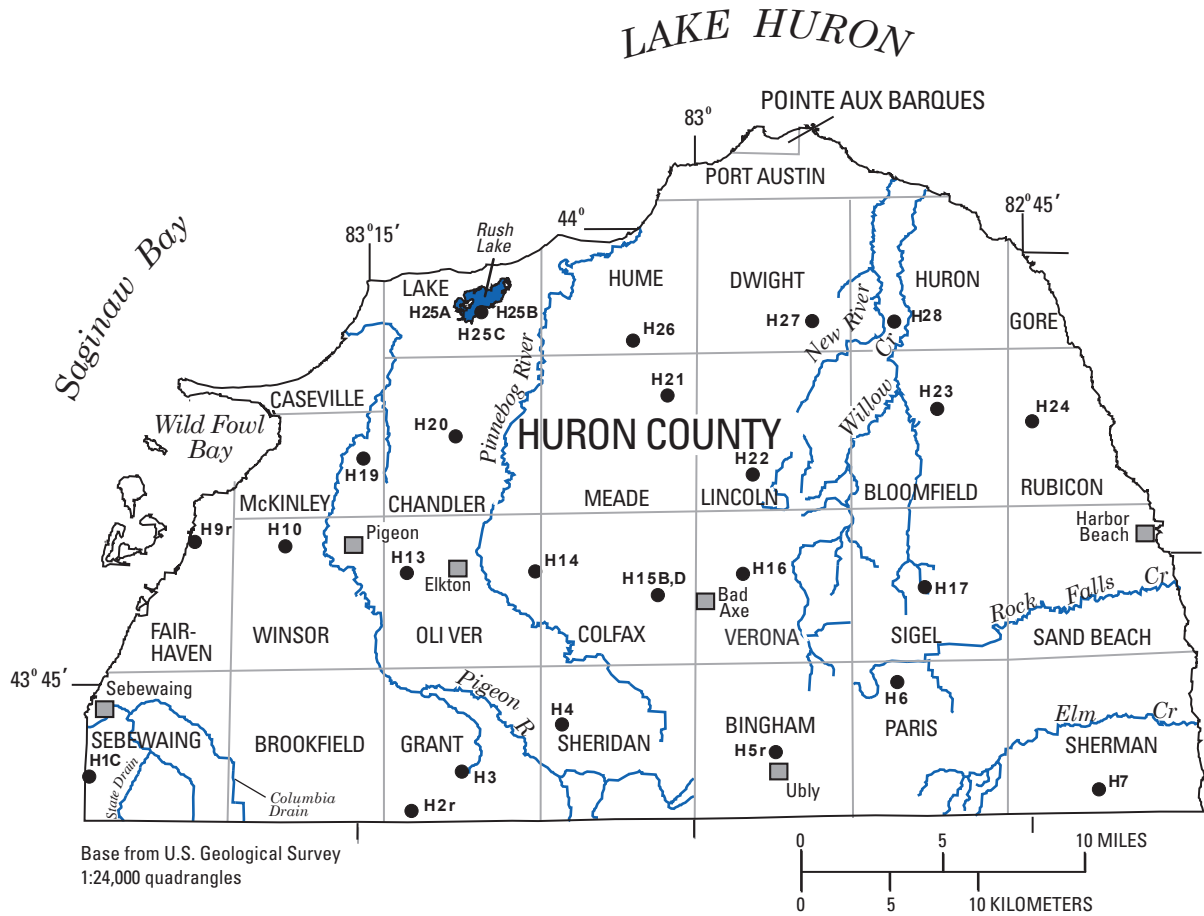 LAKE HURON
POINTE AUX BARQUES
83°
PORT AUSTIN
82° 45′
44°
83° 15′
Rush
Lake
Saginaw Bay
LAKE
HUME
DWIGHT
HURON
H25A
H25B
H25C
H26
H27
New River
H28
GORE
Cr
Pinnebog River
CASEVILLE
H21
Willow
H23
H24
Wild Fowl
Bay
H20
HURON COUNTY
H19
H22
McKINLEY
CHANDLER
MEADE
LINCOLN
BLOOMFIELD
RUBICON
H9r
H10
Pigeon
Harbor
Beach
H13
Elkton
H14
H15B,D
H16
H17
Bad
Axe
Rock Falls Cr
FAIR-
HAVEN
WINSOR
OLIVER
COLFAX
VERONA
SIGEL
SAND BEACH
43° 45′
Sebewaing
Pigeon R
H4
H6
Elm Cr
SEBEWAING
BROOKFIELD
GRANT
SHERIDAN
BINGHAM
PARIS
SHERMAN
H1C
State Drain
H3
H5r
Ubly
H7
Columbia
Drain
H2r
Base from U.S. Geological Survey
1:24,000 quadrangles
0 5 10 MILES
0 5 10 KILOMETERS